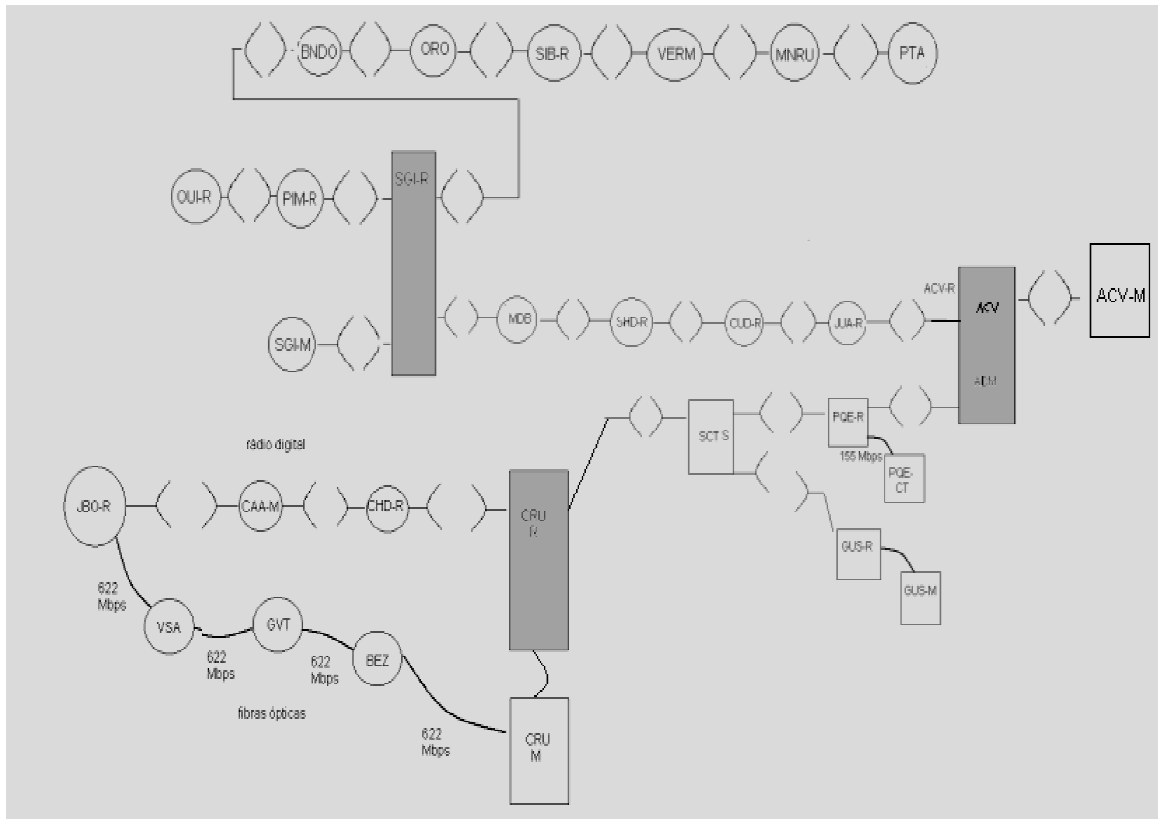 BNDO
ORO
SIB-R
VERM
MNRU
PTA
OUI-R
PIM-R
SGI-R
ACV-R
ACV
ACV-M
MDB
SHD-R
CUD-R
JUA-R
SGI-M
ADM
PQE-R
SCT S
rádio digital
155 Mbps
PQE-
CT
JBO-R
CAA-M
CHD-R
CRU
R
GUS-R
GUS-M
622
Mbps
VSA
GVT
BEZ
622
Mbps
622
Mbps
fibras ópticas
622
Mbps
CRU
M